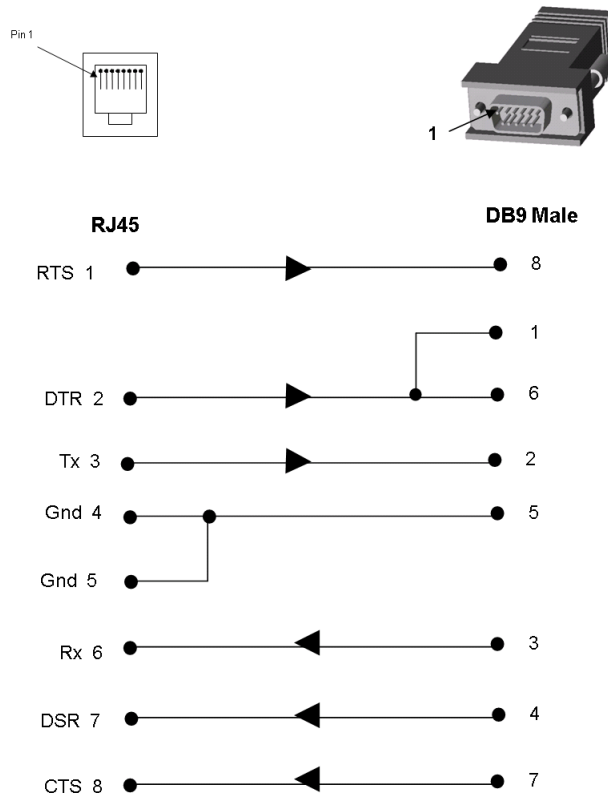 Pin 1
1
RJ45
DB9 Male
RTS 1
8
1
DTR 2
6
Tx 3
2
Gnd 4
5
Gnd 5
Rx 6
3
DSR 7
4
CTS 8
7